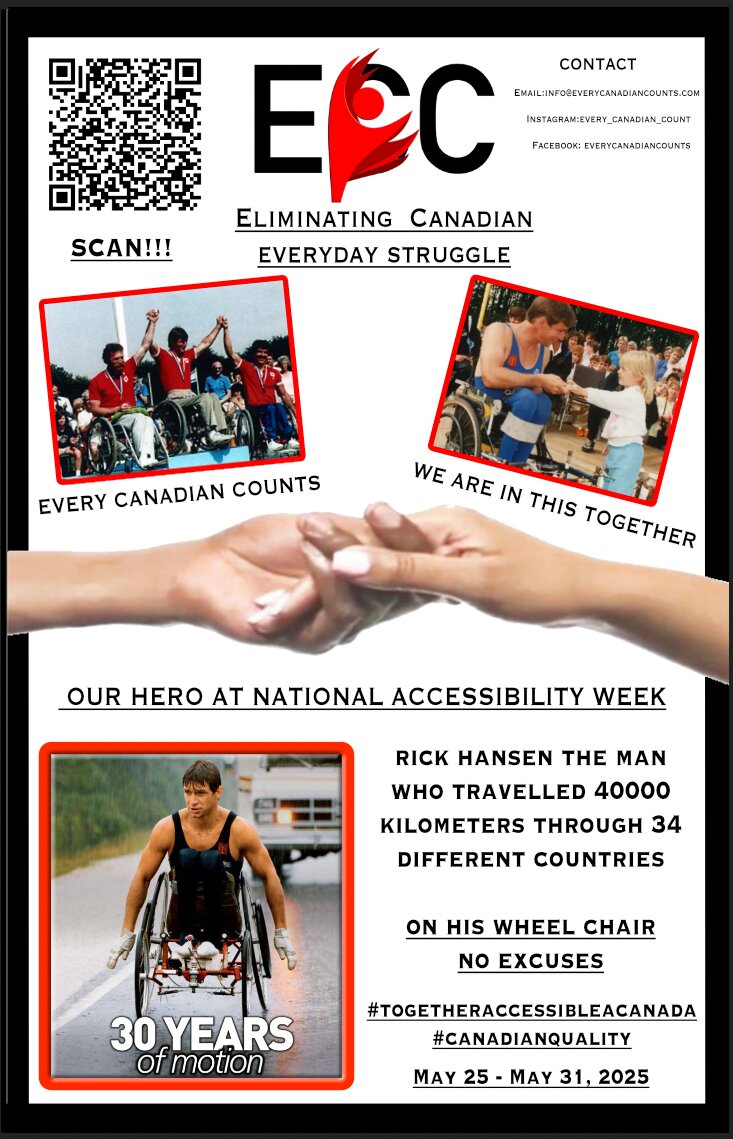 ECC
CONTACT
Email:info@everycanadiancounts.com
Instagram:every_canadian_count
Facebook: everycanadiancounts
SCAN!!!
Eliminating Canadian
everyday struggle
EVERY CANADIAN COUNTS
WE ARE IN THIS TOGETHER
OUR HERO AT NATIONAL ACCESSIBILITY WEEK
RICK HANSEN THE MAN
WHO TRAVELLED 40000
KILOMETERS THROUGH 34
DIFFERENT COUNTRIES
ON HIS WHEEL CHAIR
NO EXCUSES
#TOGETHERACCESSIBLEACANADA
#CANADIANQUALITY
May 25 - May 31, 2025
30 YEARS
of motion